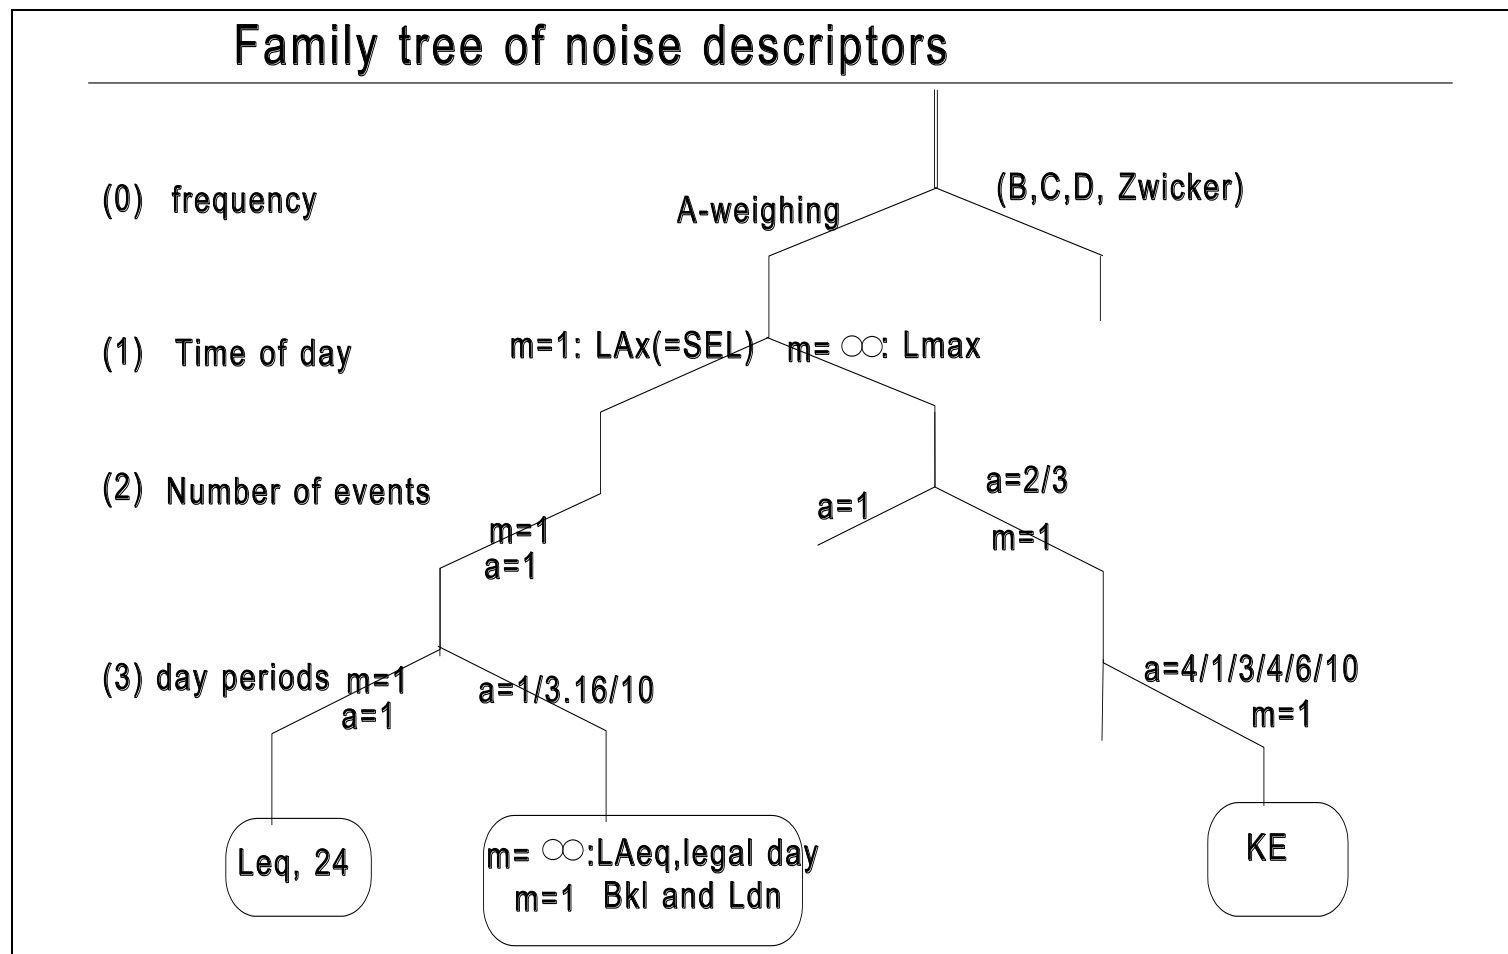 Family tree of noise descriptors
(0) frequency
A-weighing
(B,C,D, Zwicker)
(1) Time of day
m=1: LAx(=SEL)
m= ∞: Lmax
(2) Number of events
m=1
a=1
a=1
a=2/3
m=1
(3) day periods
m=1
a=1
a=1/3.16/10
a=4/1/3/4/6/10
m=1
Leq, 24
m= ∞:LAeq,legal day
m=1 Bkl and Ldn
KE